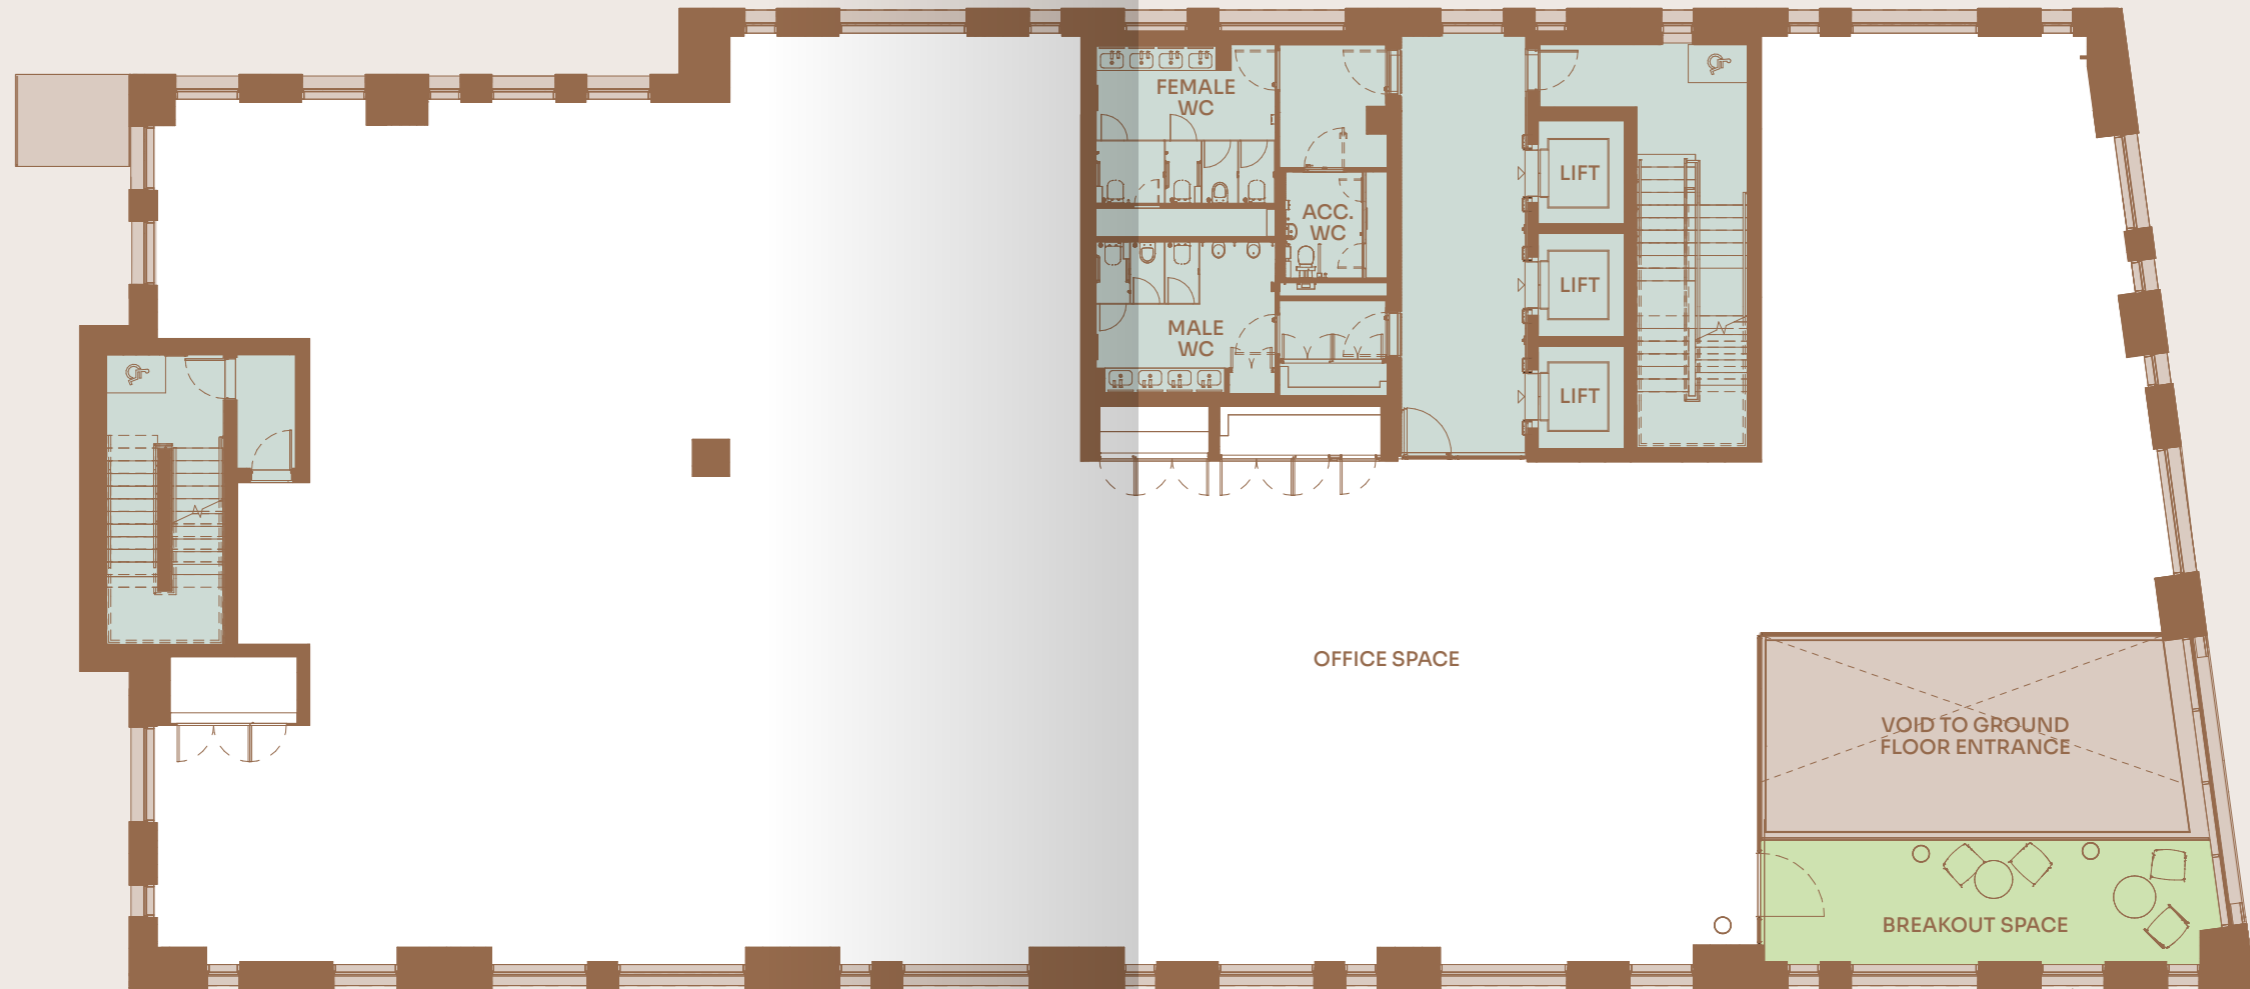 FEMALE
WC
LIFT
ACC.
WC
LIFT
MALE
WC
LIFT
OFFICE SPACE
VOID TO GROUND
FLOOR ENTRANCE
BREAKOUT SPACE